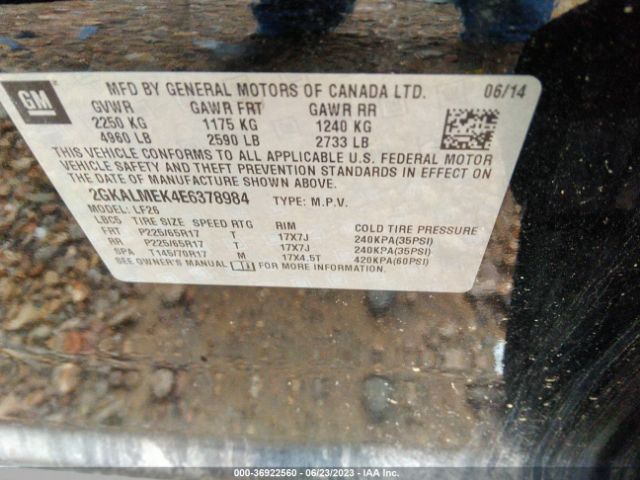 GM
MFD BY GENERAL MOTORS OF CANADA LTD. 06/14
GVWR GAWR FRT GAWR RR
2250 KG 1175 KG 1240 KG
4960 LB 2590 LB 2733 LB
THIS VEHICLE CONFORMS TO ALL APPLICABLE U.S. FEDERAL MOTOR
VEHICLE SAFETY AND THEFT PREVENTION STANDARDS IN EFFECT ON
THE DATE OF MANUFACTURE SHOWN ABOVE.
2GKALMEK4E6378984 TYPE: M.P.V.
MODEL: LF26
LBCS TIRE SIZE SPEED RTG RIM COLD TIRE PRESSURE
FRT P225/65R17 T 17X7J 240KPA(35PSI)
RR P225/65R17 T 17X7J 240KPA(35PSI)
SPA T145/70R17 M 17X4.5T 420KPA(60PSI)
SEE OWNER'S MANUAL FOR MORE INFORMATION.
000-36922560 - 06/23/2023 - IAA Inc.